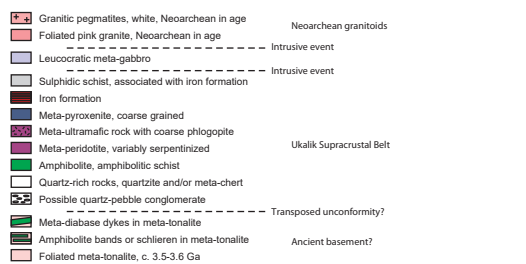 Granitic pegmatites, white, Neoarchean in age
Neoarchean granitoids
Foliated pink granite, Neoarchean in age
Intrusive event
Leucocratic meta-gabbro
Intrusive event
Sulphidic schist, associated with iron formation
Iron formation
Meta-pyroxenite, coarse grained
Meta-ultramafic rock with coarse phlogopite
Meta-peridotite, variably serpentinized
Ukalik Supracrustal Belt
Amphibolite, amphibolitic schist
Quartz-rich rocks, quartzite and/or meta-chert
Possible quartz-pebble conglomerate
Transposed unconformity?
Meta-diabase dykes in meta-tonalite
Amphibolite bands or schlieren in meta-tonalite
Ancient basement?
Foliated meta-tonalite, c. 3.5-3.6 Ga